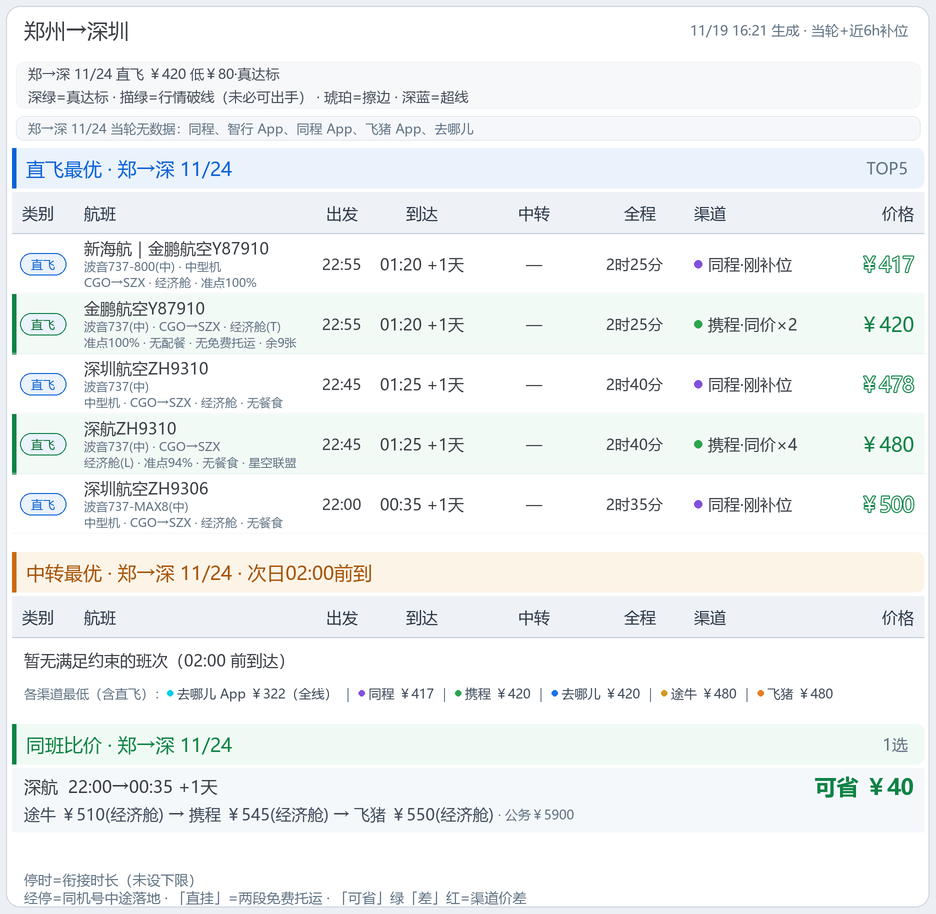 郑州→深圳
11/19 16:21 生成 · 当轮+近6h补位
郑→深 11/24 直飞 ¥420 低¥80·真达标
深绿=真达标 · 描绿=行情破线（未必可出手） · 琥珀=擦边 · 深蓝=超线
郑→深 11/24 当轮无数据：同程、智行 App、同程 App、飞猪 App、去哪儿
直飞最优 · 郑→深 11/24 TOP5
类别 航班 出发 到达 中转 全程 渠道 价格
新海航｜金鹏航空Y87910
直飞 波音737-800(中) · 中型机 22:55 01:20 +1天 — 2时25分 同程·刚补位 ¥417
CGO→SZX · 经济舱 · 准点100%
金鹏航空Y87910
直飞 波音737(中) · CGO→SZX · 经济舱(T) 22:55 01:20 +1天 — 2时25分 携程·同价×2 ¥420
准点100% · 无配餐 · 无免费托运 · 余9张
深圳航空ZH9310
直飞 波音737(中) 22:45 01:25 +1天 — 2时40分 同程·刚补位 ¥478
中型机 · CGO→SZX · 经济舱 · 无餐食
深航ZH9310
直飞 波音737(中) · CGO→SZX 22:45 01:25 +1天 — 2时40分 携程·同价×4 ¥480
经济舱(L) · 准点94% · 无餐食 · 星空联盟
深圳航空ZH9306
直飞 波音737-MAX8(中) 22:00 00:35 +1天 — 2时35分 同程·刚补位 ¥500
中型机 · CGO→SZX · 经济舱 · 无餐食
中转最优 · 郑→深 11/24 · 次日02:00前到
类别 航班 出发 到达 中转 全程 渠道 价格
暂无满足约束的班次（02:00 前到达）
各渠道最低（含直飞）: 去哪儿 App ¥322（全线） | 同程 ¥417 | 携程 ¥420 | 去哪儿 ¥420 | 途牛 ¥480 | 飞猪 ¥480
同班比价 · 郑→深 11/24 1选
深航 22:00→00:35 +1天 可省 ¥40
途牛 ¥510(经济舱) → 携程 ¥545(经济舱) → 飞猪 ¥550(经济舱) · 公务¥5900
停时=衔接时长（未设下限）
经停=同机号中途落地 · 「直挂」=两段免费托运 · 「可省」绿「差」红=渠道价差